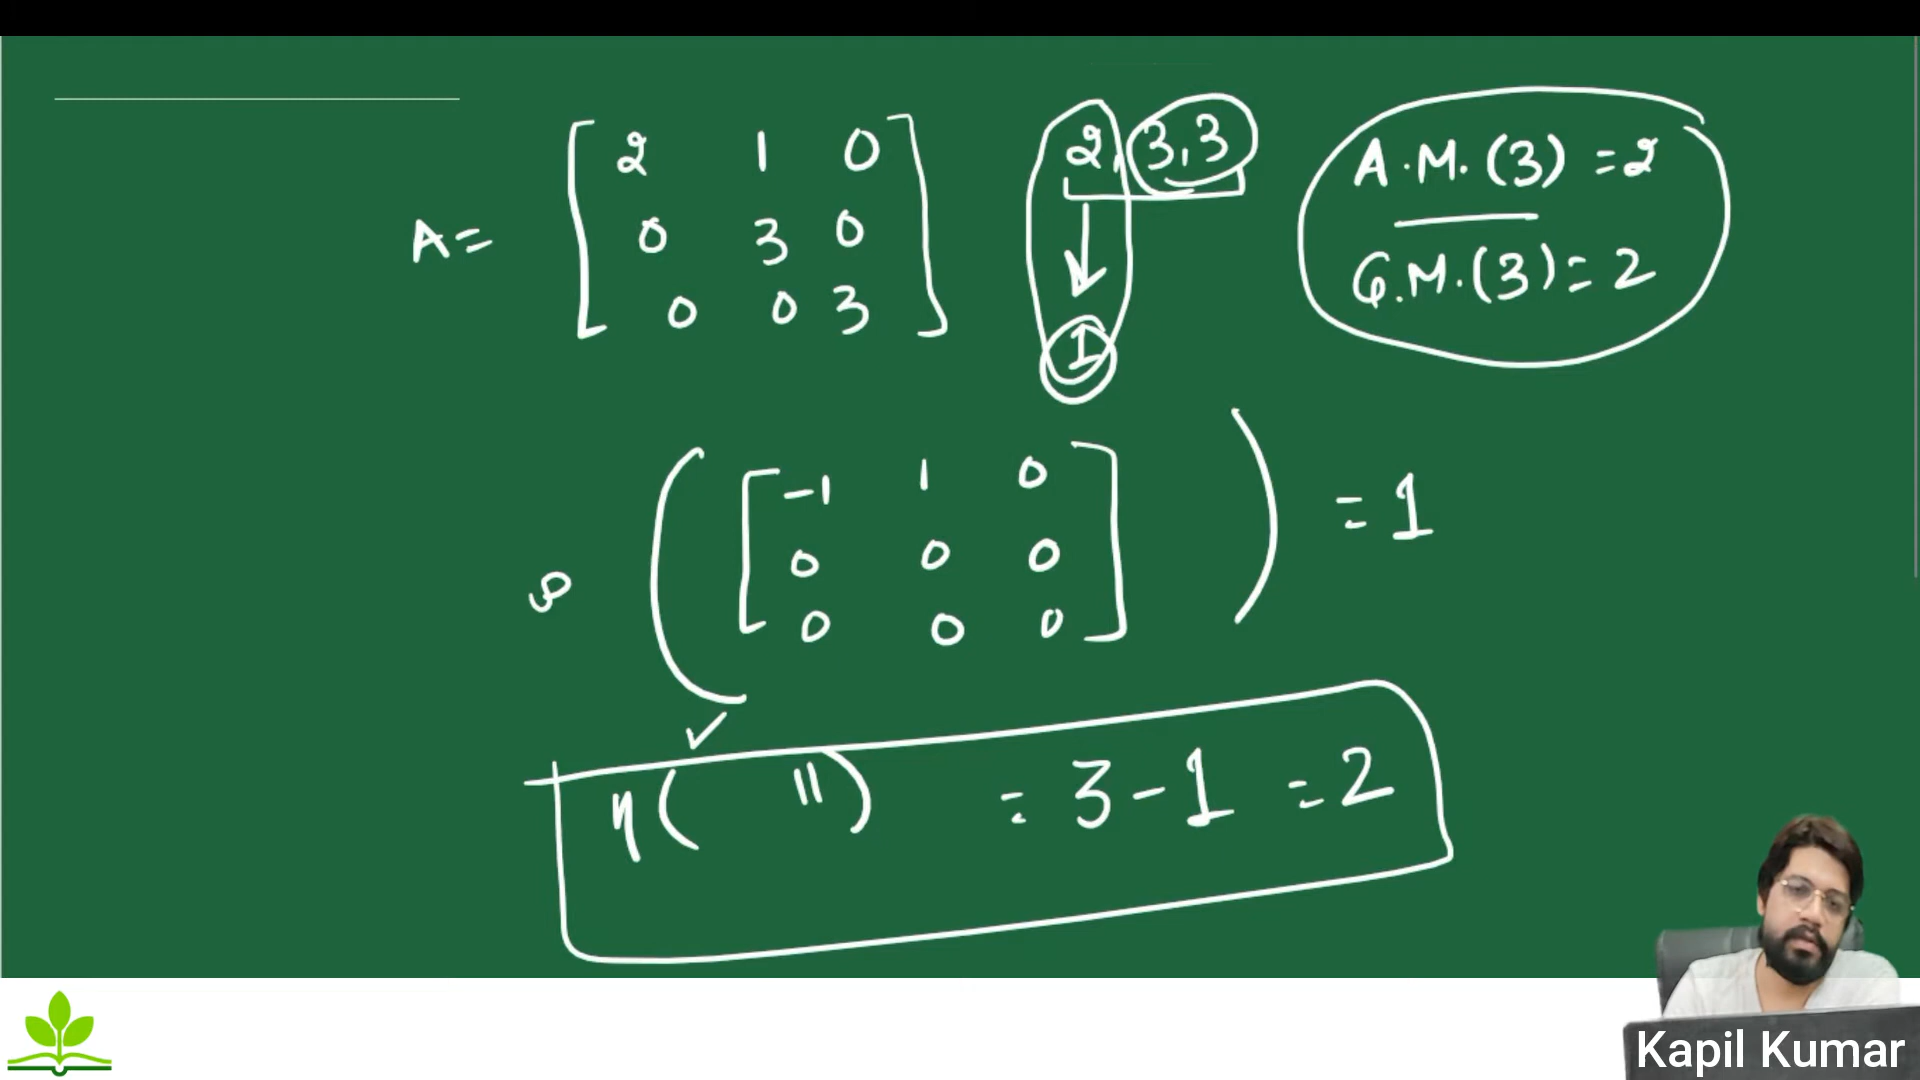 A = [ 2 1 0
0 3 0
0 0 3 ]
2, 3, 3
1
A.M. (3) = 2
G.M. (3) = 2
ρ ( [ -1 1 0
0 0 0
0 0 0 ] ) = 1
✓
η ( " ) = 3 - 1 = 2
Kapil Kumar